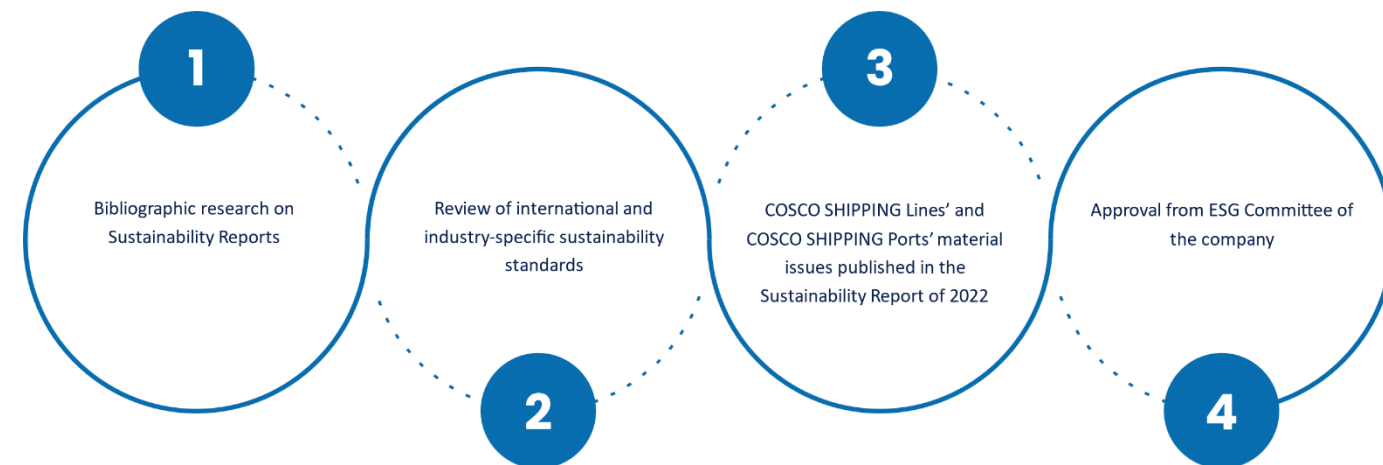 1
Bibliographic research on
Sustainability Reports
2
Review of international and
industry-specific sustainability
standards
3
COSCO SHIPPING Lines’ and
COSCO SHIPPING Ports’ material
issues published in the
Sustainability Report of 2022
4
Approval from ESG Committee of
the company